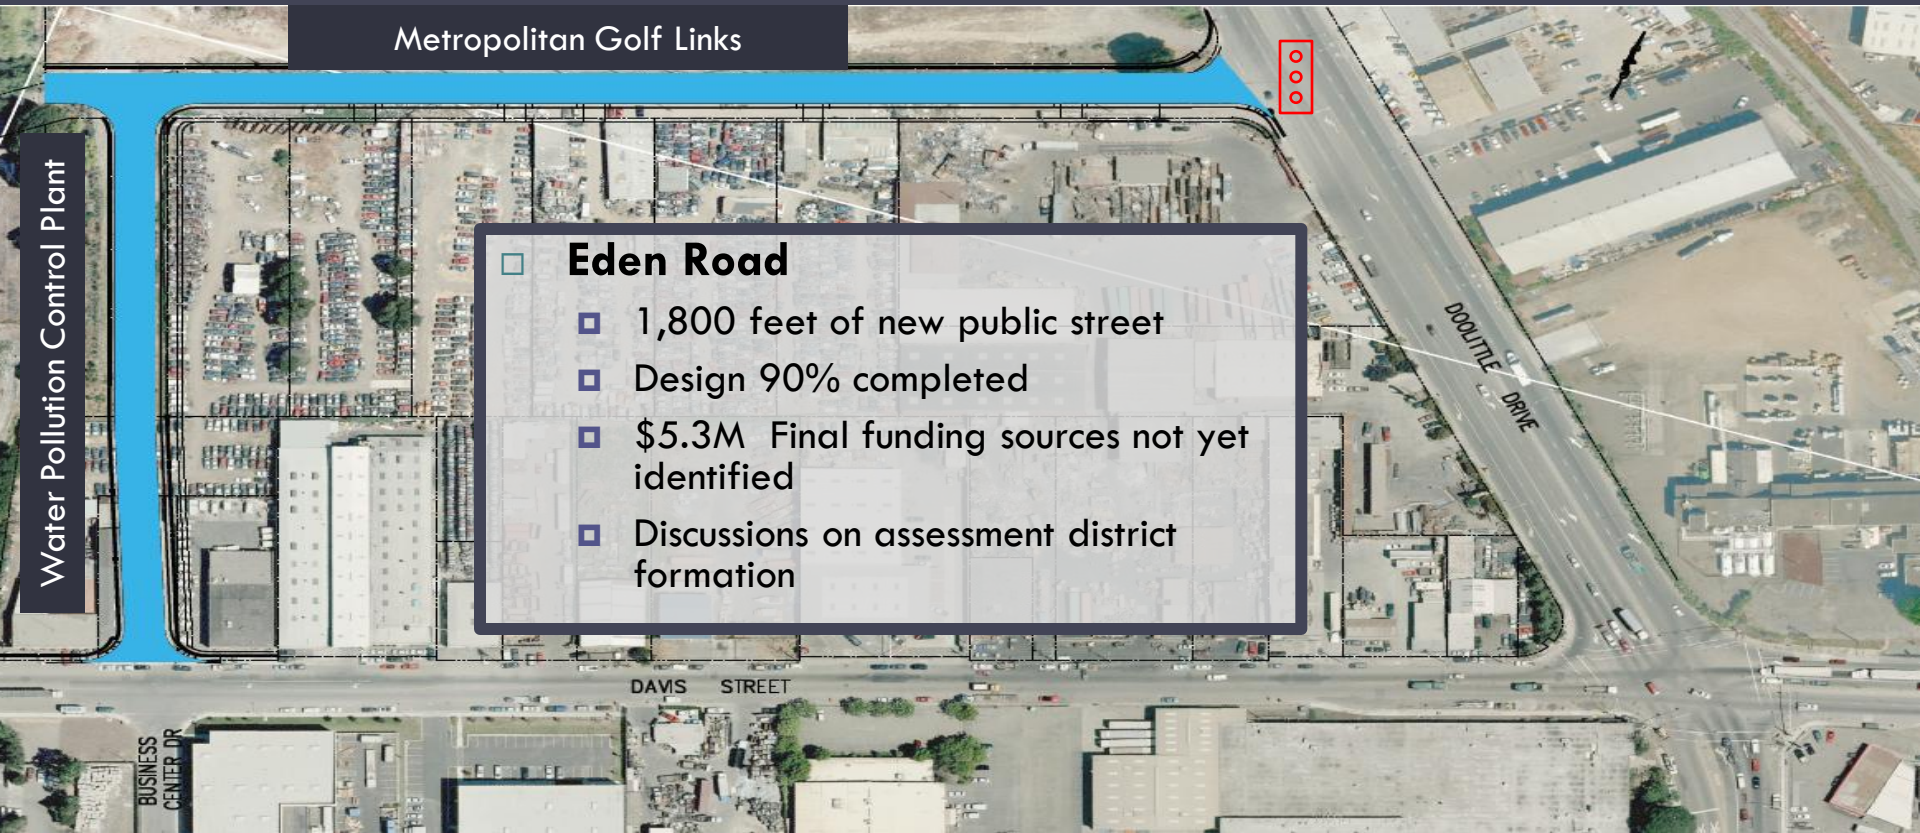 Metropolitan Golf Links
Water Pollution Control Plant
Eden Road
1,800 feet of new public street
Design 90% completed
$5.3M Final funding sources not yet
identified
Discussions on assessment district
formation
DOOLITTLE DRIVE
DAVIS STREET
BUSINESS
CENTER DR